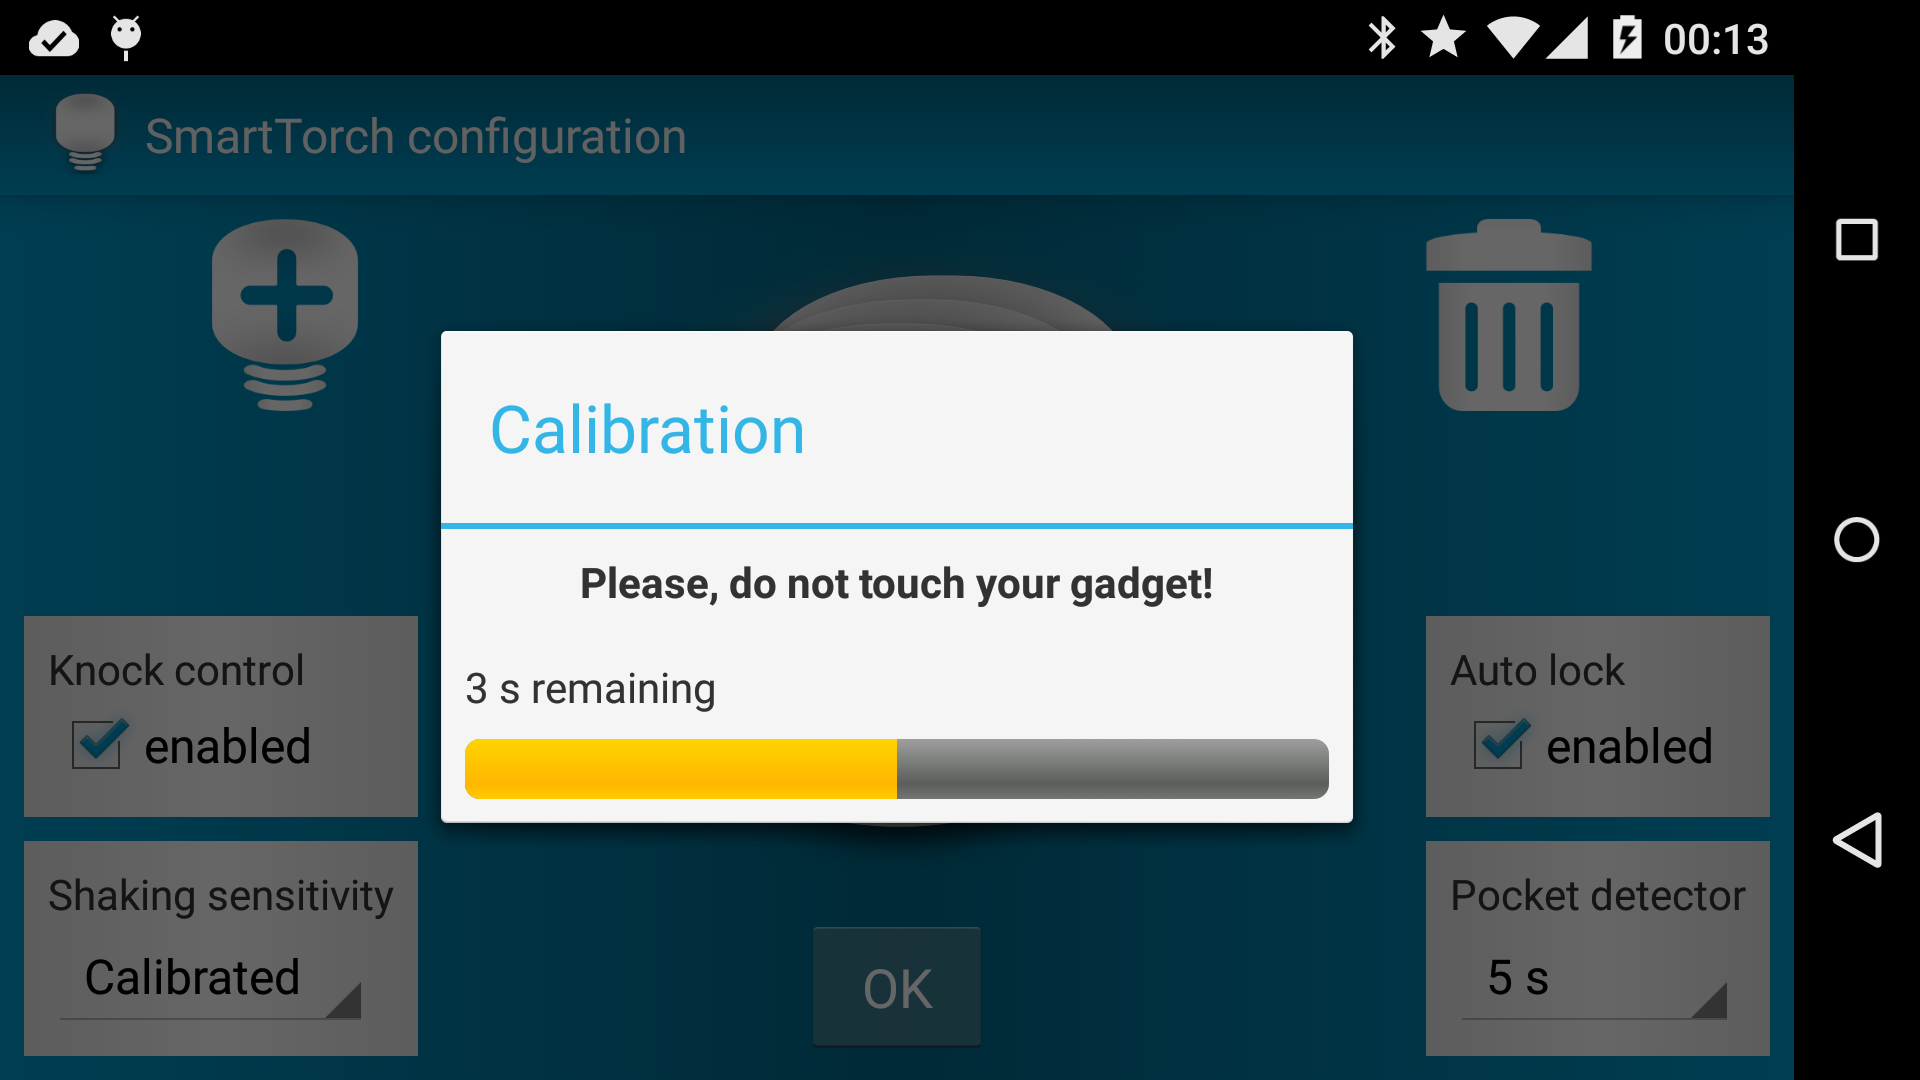 00:13
SmartTorch configuration
Calibration
Please, do not touch your gadget!
3 s remaining
Knock control
enabled
Auto lock
enabled
Shaking sensitivity
Calibrated
OK
Pocket detector
5 s